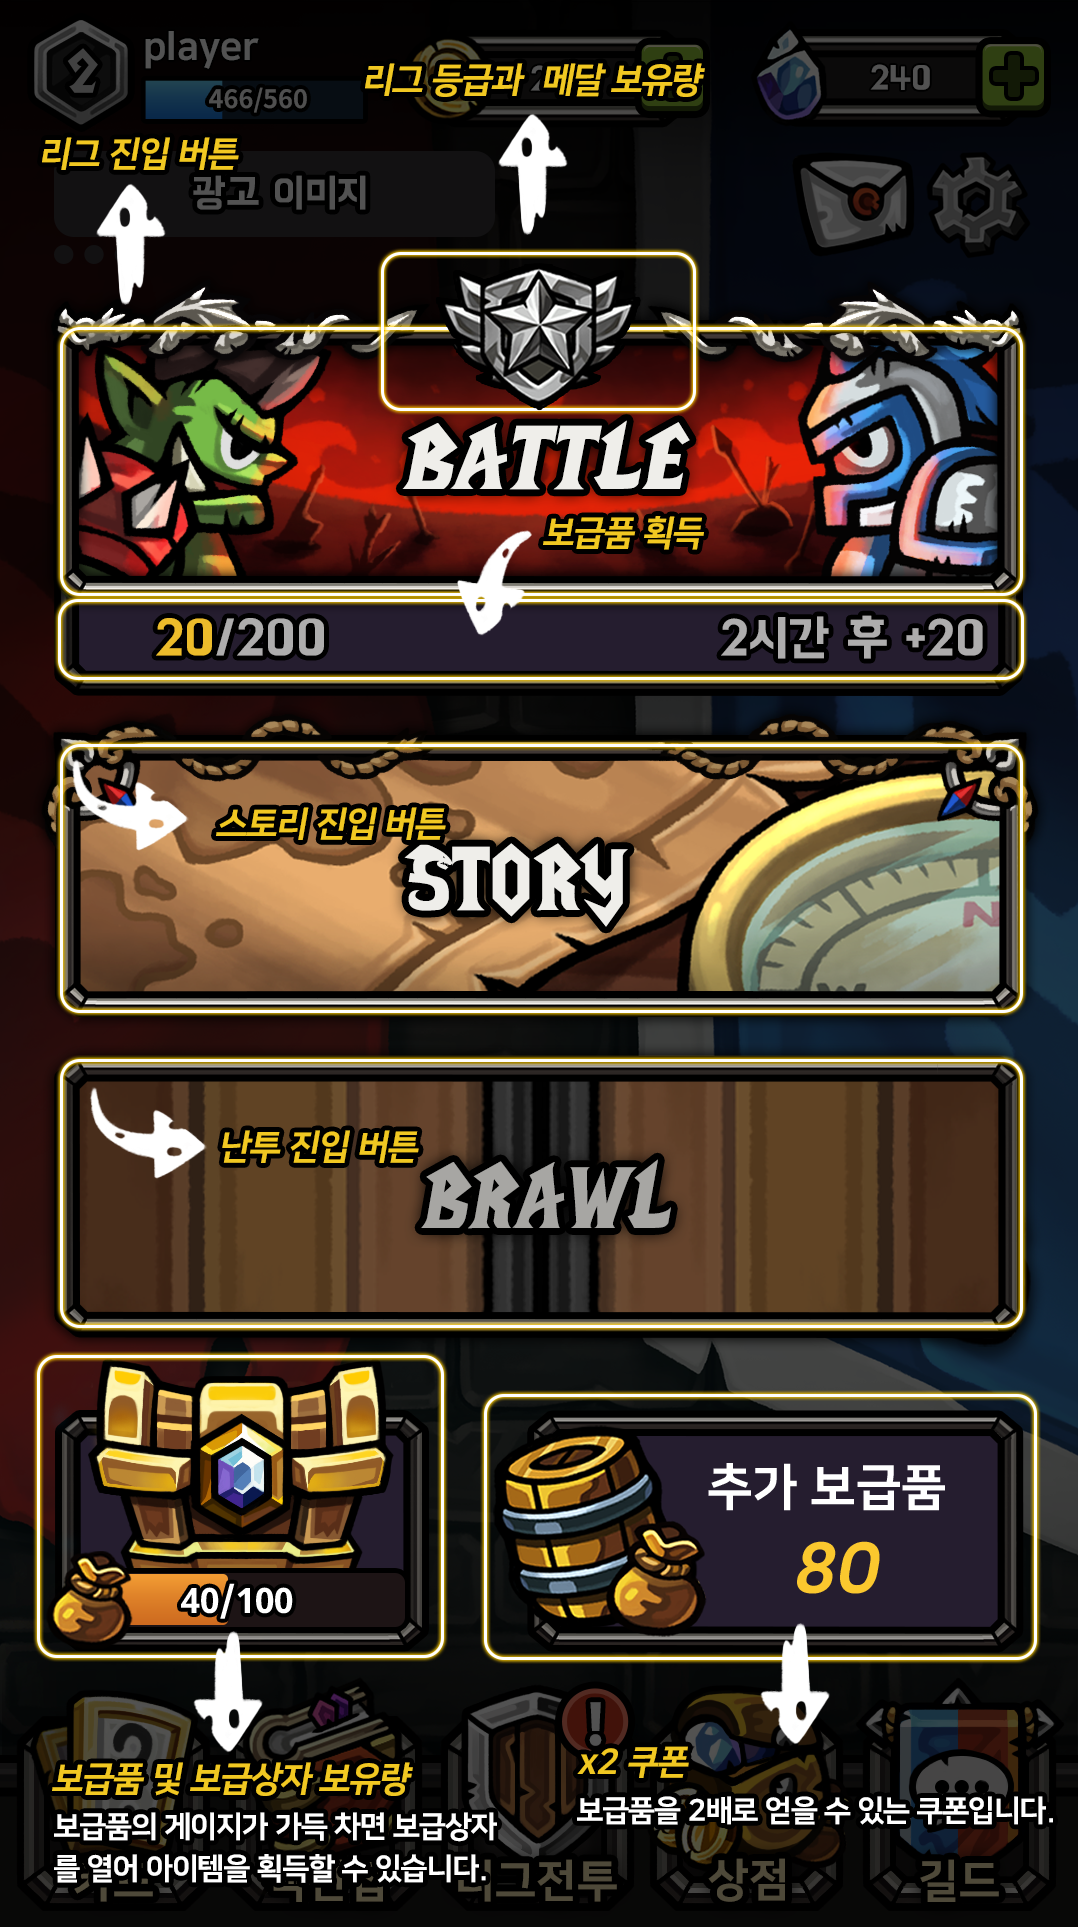 2
player
466/560
리그 등급과 메달 보유량
240
리그 진입 버튼
광고 이미지
BATTLE
보급품 획득
20/200
2시간 후 +20
스토리 진입 버튼
STORY
N
W
난투 진입 버튼
BRAWL
추가 보급품
80
40/100
보급품 및 보급상자 보유량
보급품의 게이지가 가득 차면 보급상자
를 열어 아이템을 획득할 수 있습니다.
x2 쿠폰
보급품을 2배로 얻을 수 있는 쿠폰입니다.
상점
길드